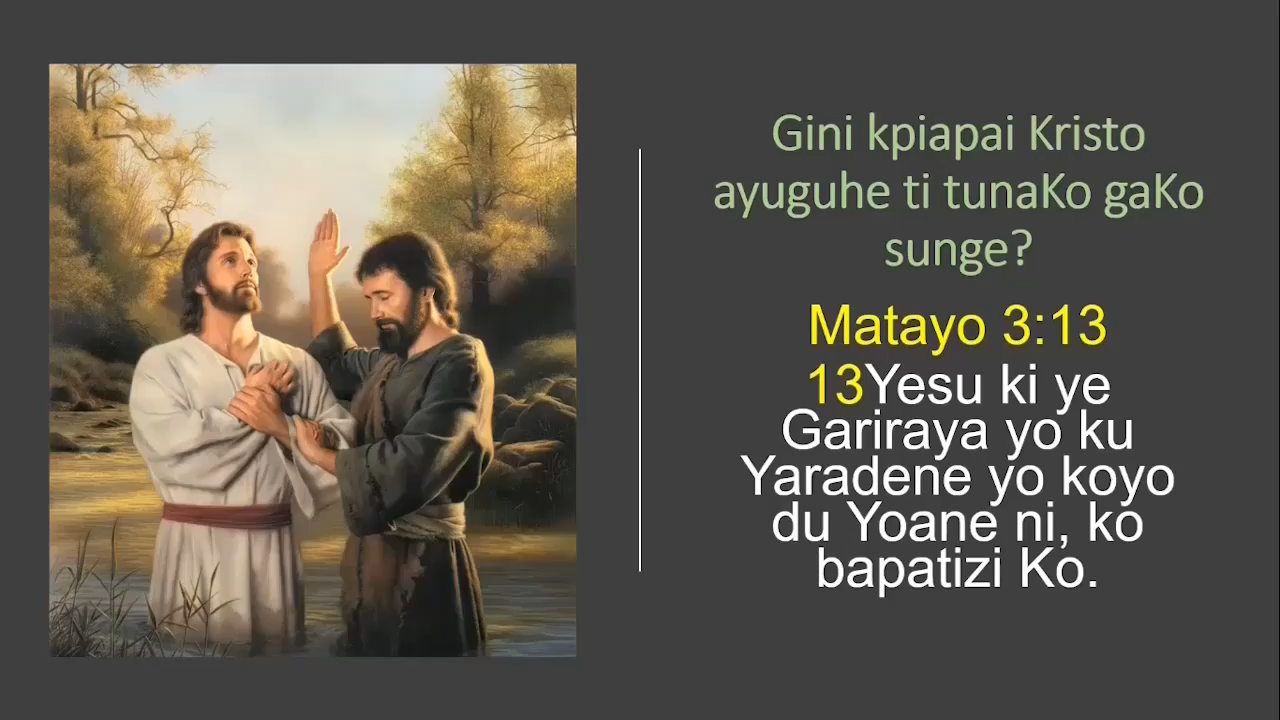 Gini kpiapai Kristo
ayuguhe ti tunaKo gaKo
sunge?
Matayo 3:13
13Yesu ki ye
Gariraya yo ku
Yaradene yo koyo
du Yoane ni, ko
bapatizi Ko.